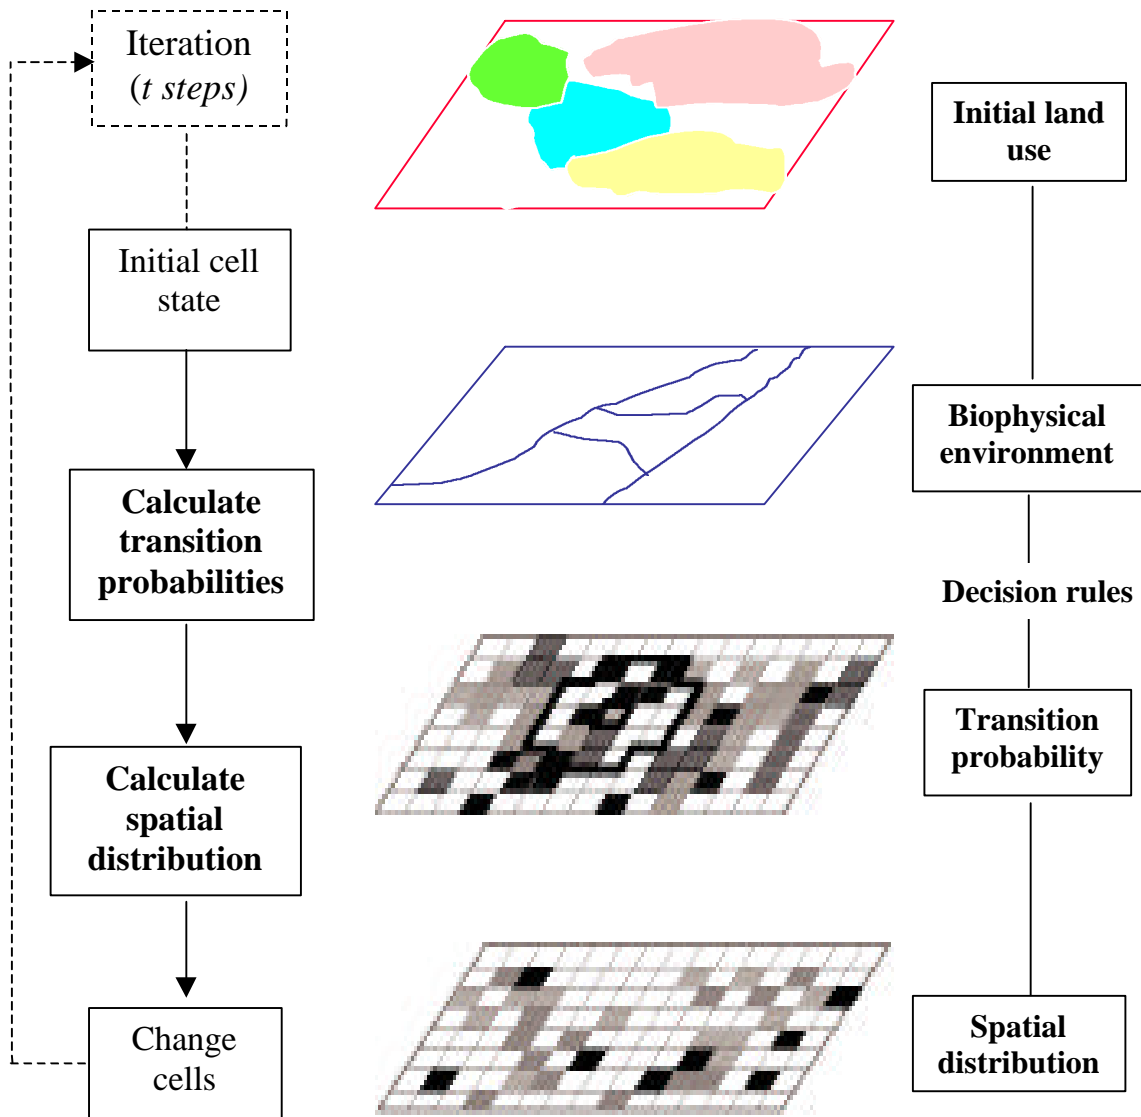 Iteration
(t steps)
Initial cell
state
Calculate
transition
probabilities
Calculate
spatial
distribution
Change
cells
Initial land
use
Biophysical
environment
Decision rules
Transition
probability
Spatial
distribution